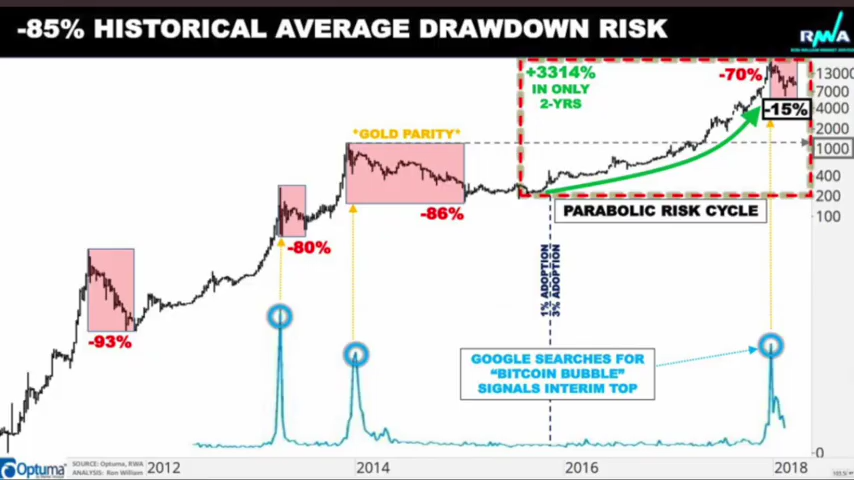 -85% HISTORICAL AVERAGE DRAWDOWN RISK
RWA
+3314%
IN ONLY
2-YRS
-70%
-15%
*GOLD PARITY*
-86%
-80%
-93%
PARABOLIC RISK CYCLE
1% ADOPTION
3% ADOPTION
GOOGLE SEARCHES FOR
"BITCOIN BUBBLE"
SIGNALS INTERIM TOP
13000
7000
4000
2000
1000
400
200
100
0
Optuma
SOURCE: Optuma, RWA
ANALYSIS: Ron William
2012
2014
2016
2018